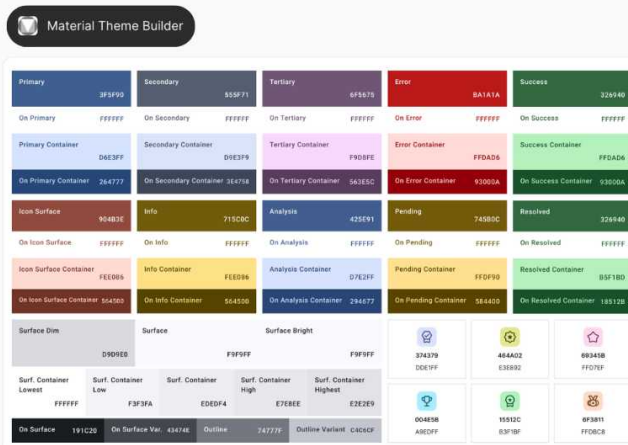 Material Theme Builder
Primary Secondary Tertiary Error Success
3F5F90 555F71 6F5675 BA1A1A 326940
On Primary FFFFFF On Secondary FFFFFF On Tertiary FFFFFF On Error FFFFFF On Success FFFFFF
Primary Container Secondary Container Tertiary Container Error Container Success Container
D6E3FF D9E3F9 F9D8FE FFDAD6 FFDAD6
On Primary Container 264777 On Secondary Container 3E4758 On Tertiary Container 563E5C On Error Container 93000A On Success Container 93000A
Icon Surface Info Analysis Pending Resolved
904B3E 715C0C 425E91 745B0C 326940
On Icon Surface FFFFFF On Info FFFFFF On Analysis FFFFFF On Pending FFFFFF On Resolved FFFFFF
Icon Surface Container Info Container Analysis Container Pending Container Resolved Container
FEE086 FEE086 D7E2FF FFDF90 B5F1BD
On Icon Surface Container 564500 On Info Container 564500 On Analysis Container 294677 On Pending Container 584400 On Resolved Container 18512B
Surface Dim Surface Surface Bright
D9D9E0 F9F9FF F9F9FF
374379 464A02 68345B
DDE1FF E3E892 FFD7EF
Surf. Container Lowest Surf. Container Low Surf. Container Surf. Container High Surf. Container Highest
FFFFFF F3F3FA EDEDF4 E7E8EE E2E2E9
004E5B 15512C 6F3811
A8EDFF B3F1BF FFDBC8
On Surface 191C20 On Surface Var. 43474E Outline 74777F Outline Variant C4C6CF